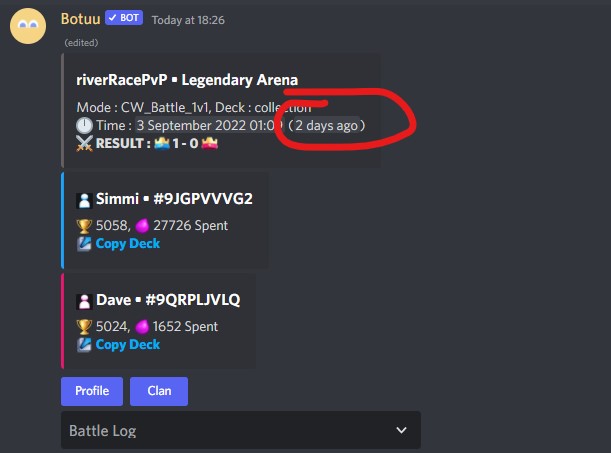 Botuu BOT Today at 18:26
(edited)
riverRacePvP ▪ Legendary Arena
Mode : CW_Battle_1v1, Deck : collection
Time : 3 September 2022 01:0 (2 days ago)
RESULT : 1 - 0
Simmi ▪ #9JGPVVVG2
5058, 27726 Spent
Copy Deck
Dave ▪ #9QRPLJVLQ
5024, 1652 Spent
Copy Deck
Profile Clan
Battle Log